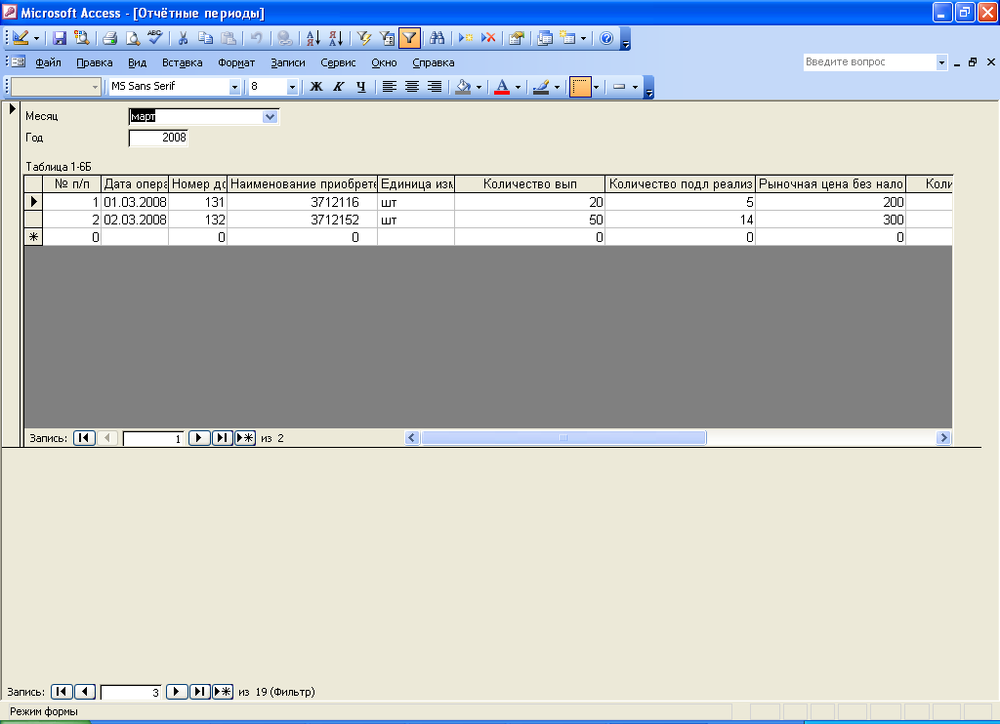 Microsoft Access - [Отчётные периоды]
Файл Правка Вид Вставка Формат Записи Сервис Окно Справка Введите вопрос
MS Sans Serif 8 Ж К Ч
Месяц март
Год 2008
Таблица 1-6Б
№ п/п Дата опера Номер до Наименование приобрете Единица изм Количество вып Количество подл реализ Рыночная цена без нало Коли
1 01.03.2008 131 3712116 шт 20 5 200
2 02.03.2008 132 3712152 шт 50 14 300
0 0 0 0 0 0
Запись: 1 из 2
Запись: 3 из 19 (Фильтр)
Режим формы